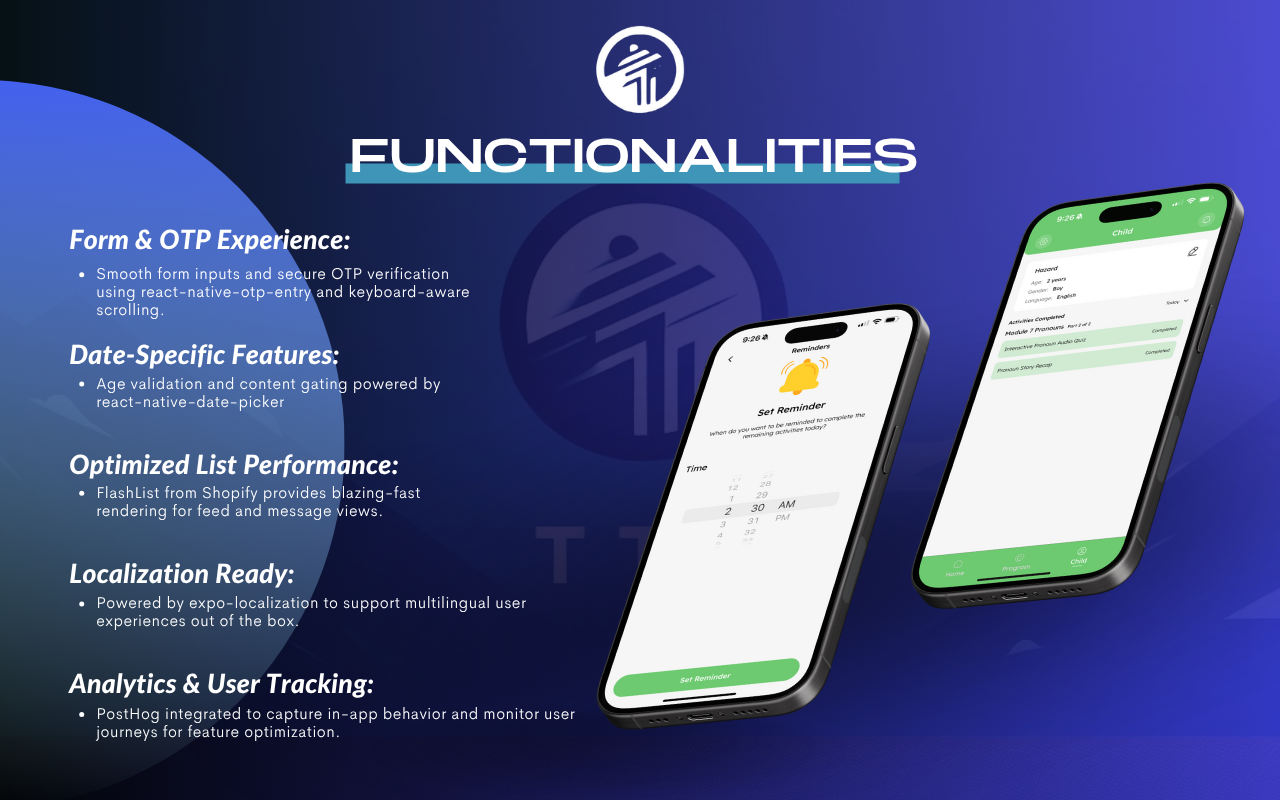 FUNCTIONALITIES
Form & OTP Experience:
Smooth form inputs and secure OTP verification
using react-native-otp-entry and keyboard-aware
scrolling.
Date-Specific Features:
Age validation and content gating powered by
react-native-date-picker
Optimized List Performance:
FlashList from Shopify provides blazing-fast
rendering for feed and message views.
Localization Ready:
Powered by expo-localization to support multilingual user
experiences out of the box.
Analytics & User Tracking:
PostHog integrated to capture in-app behavior and monitor user
journeys for feature optimization.
T T
9:26
Reminders
Set Reminder
When do you want to be reminded to complete the
remaining activities today?
Time
12 28
1 29
2 30 AM
3 31 PM
4 32
Set Reminder
9:26
Child
Hazard
Age: 2 years
Gender: Boy
Language: English
Today
Activities Completed
Module 7 Pronouns Part 2 of 2
Interactive Pronoun Audio Quiz Completed
Pronoun Story Recap Completed
Home Program Child